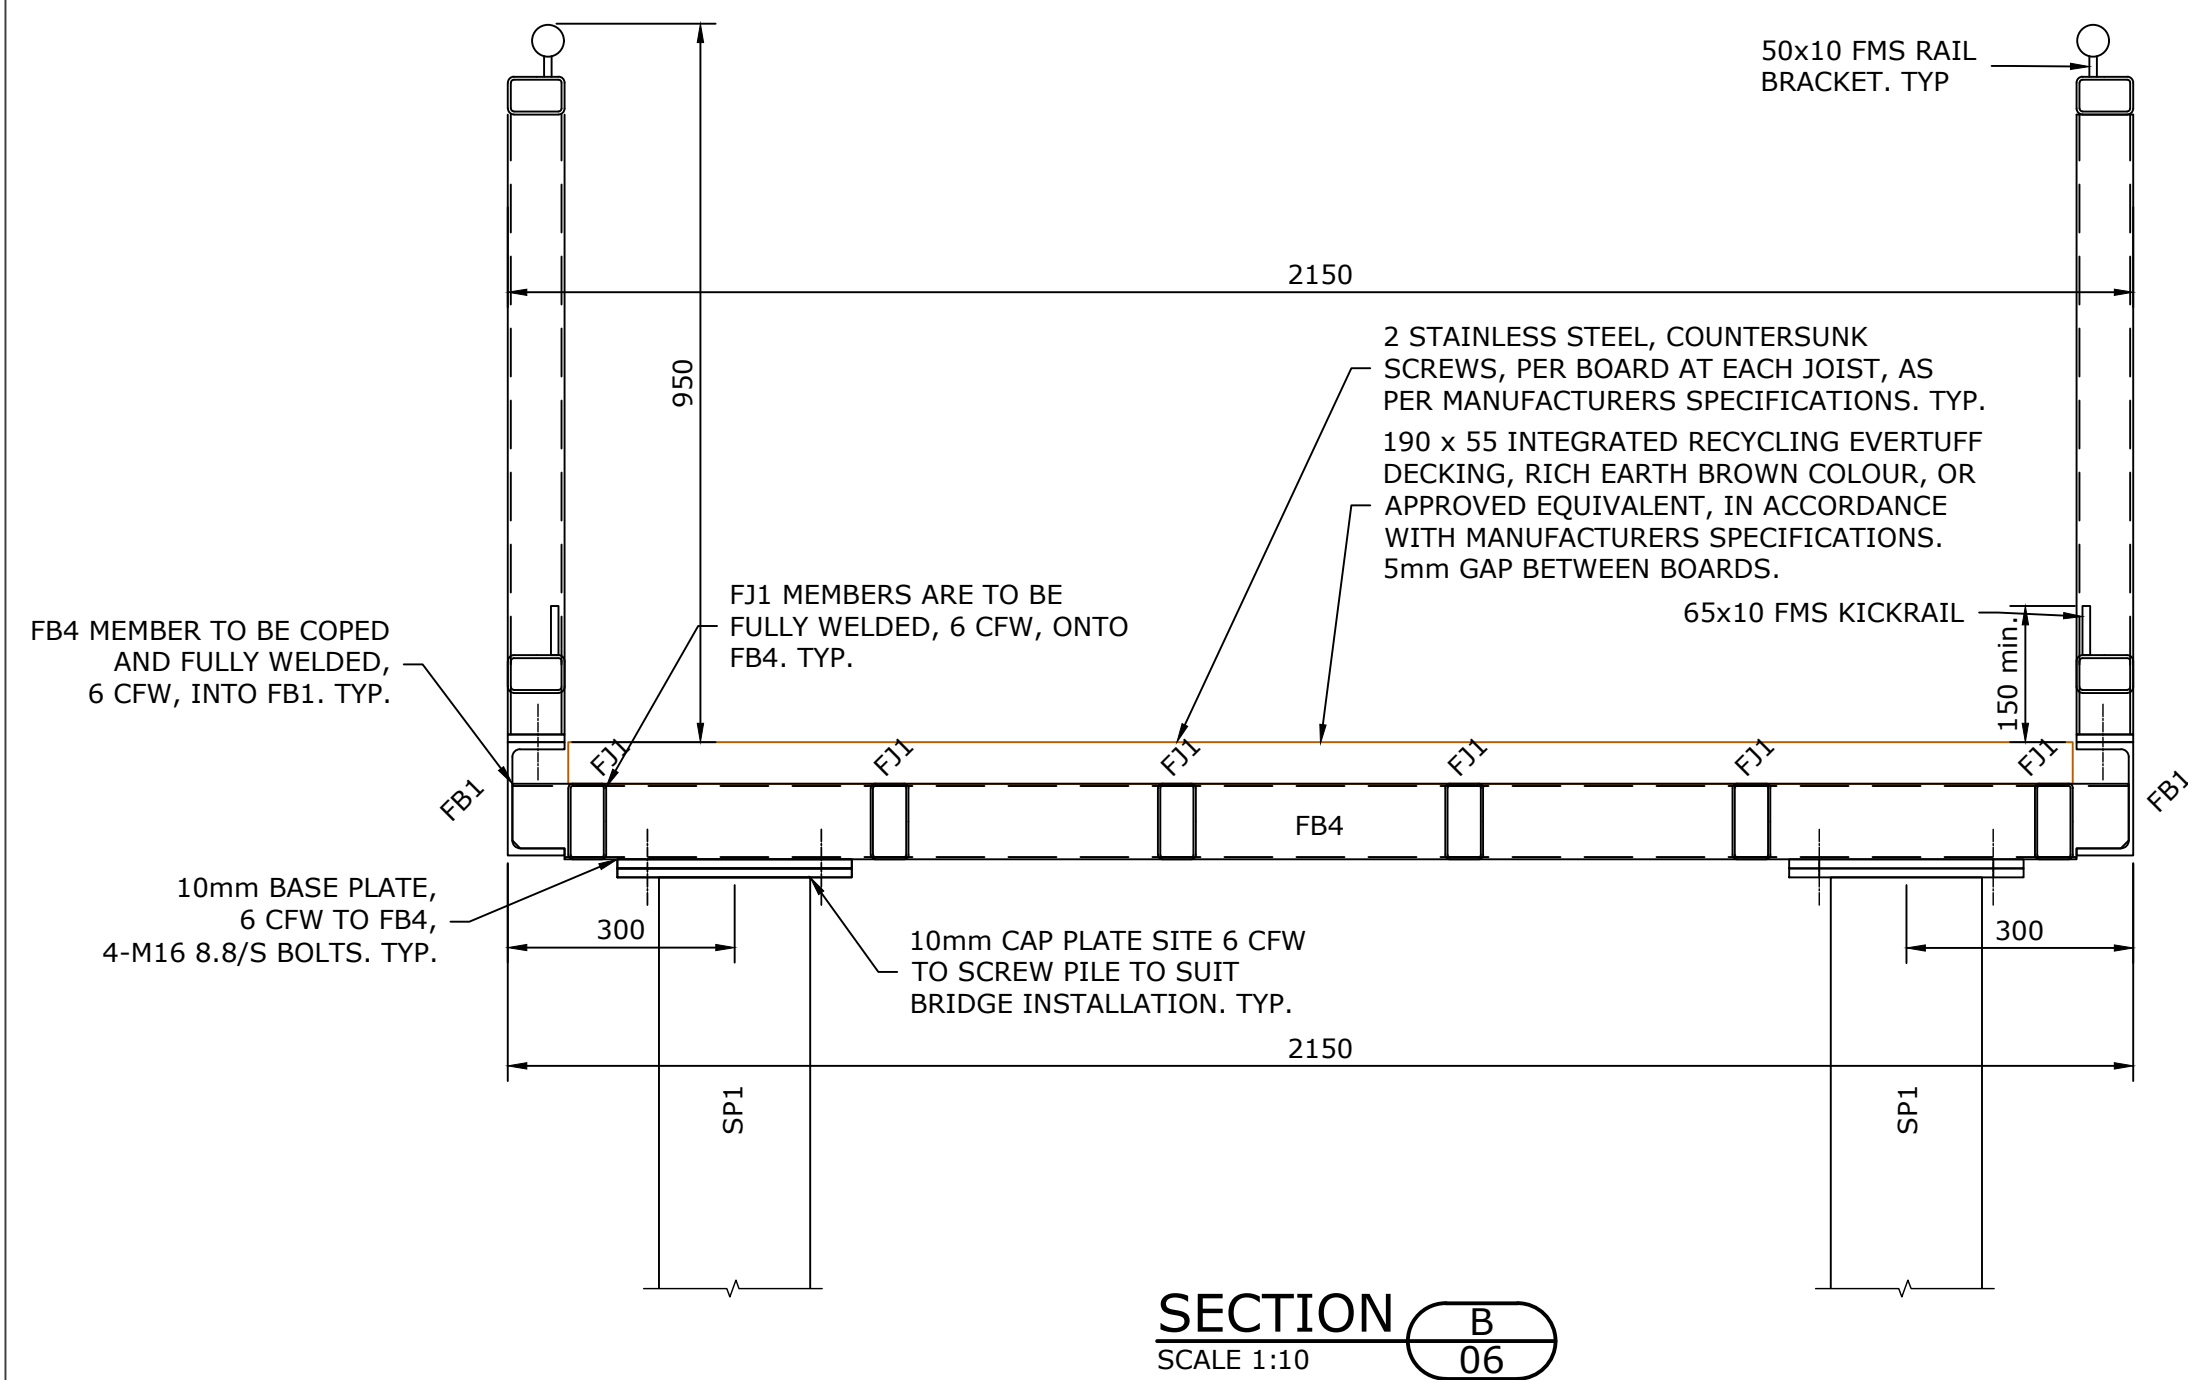 50x10 FMS RAIL
BRACKET. TYP
2150
950
2 STAINLESS STEEL, COUNTERSUNK
SCREWS, PER BOARD AT EACH JOIST, AS
PER MANUFACTURERS SPECIFICATIONS. TYP.
190 x 55 INTEGRATED RECYCLING EVERTUFF
DECKING, RICH EARTH BROWN COLOUR, OR
APPROVED EQUIVALENT, IN ACCORDANCE
WITH MANUFACTURERS SPECIFICATIONS.
5mm GAP BETWEEN BOARDS.
FJ1 MEMBERS ARE TO BE
FULLY WELDED, 6 CFW, ONTO
FB4. TYP.
65x10 FMS KICKRAIL
150 min.
FB4 MEMBER TO BE COPED
AND FULLY WELDED,
6 CFW, INTO FB1. TYP.
FJ1
FJ1
FJ1
FJ1
FJ1
FJ1
FB1
FB1
FB4
10mm BASE PLATE,
6 CFW TO FB4,
4-M16 8.8/S BOLTS. TYP.
300
300
10mm CAP PLATE SITE 6 CFW
TO SCREW PILE TO SUIT
BRIDGE INSTALLATION. TYP.
2150
SP1
SP1
SECTION
B
SCALE 1:10
06